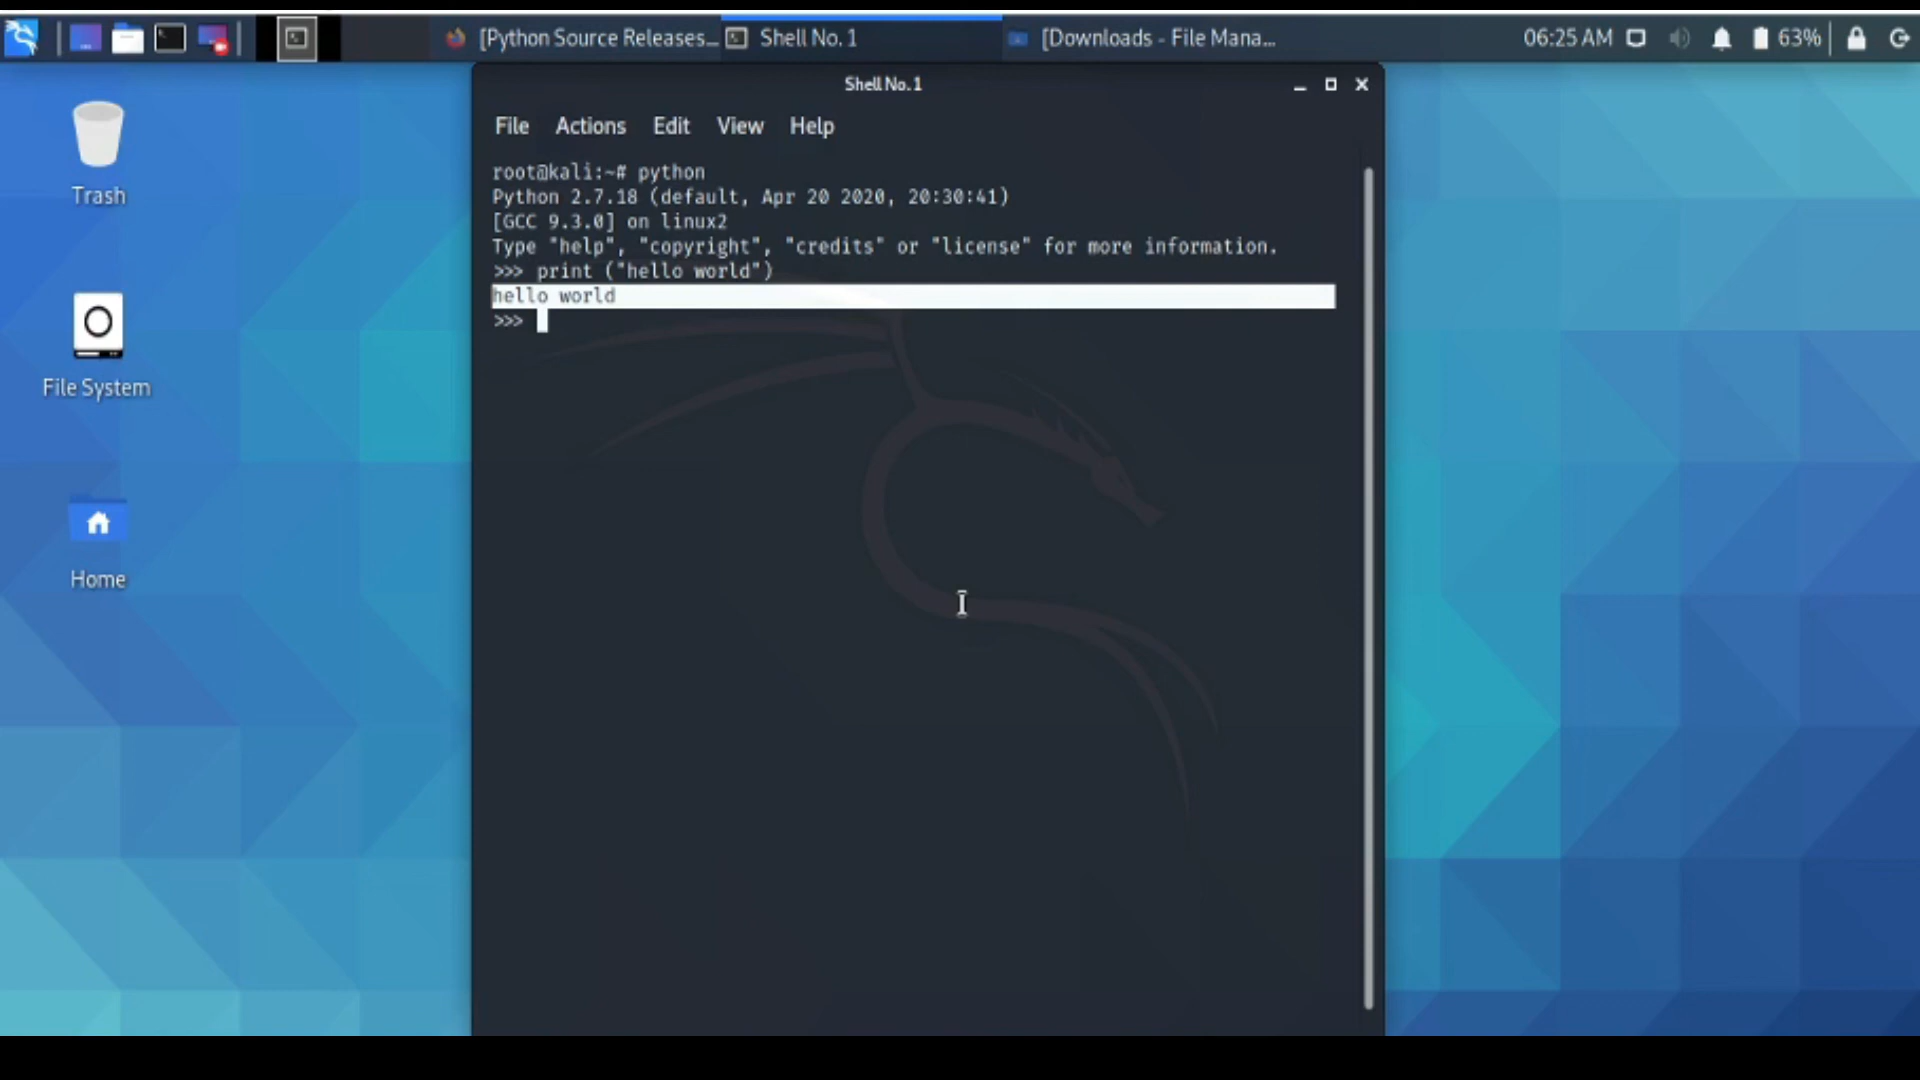 [Python Source Releases... Shell No. 1 [Downloads - File Mana... 06:25 AM 63%
Shell No. 1
File Actions Edit View Help
root@kali:~# python
Python 2.7.18 (default, Apr 20 2020, 20:30:41)
[GCC 9.3.0] on linux2
Type "help", "copyright", "credits" or "license" for more information.
>>> print ("hello world")
hello world
>>>
Trash
File System
Home